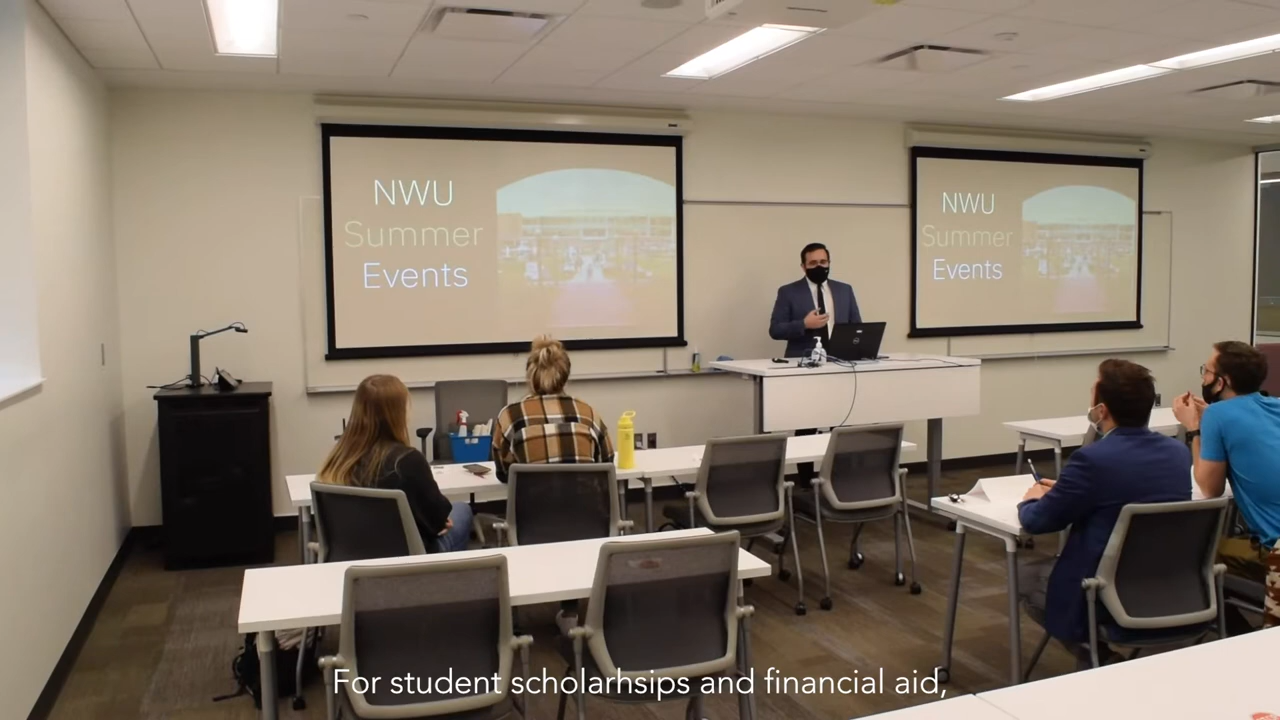 NWU
Summer
Events
NWU
Summer
Events
For student scholarhsips and financial aid,